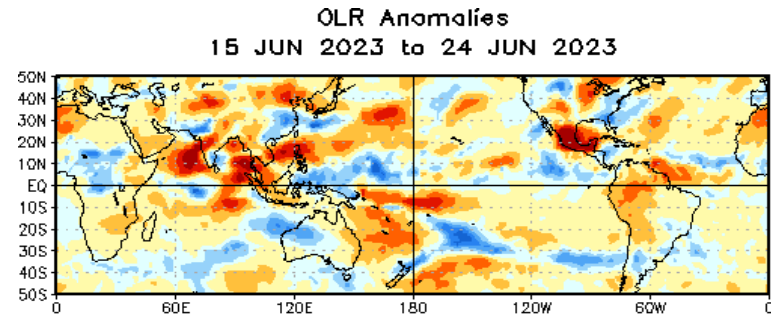 OLR Anomalies
15 JUN 2023 to 24 JUN 2023
50N
40N
30N
20N
10N
EQ
10S
20S
30S
40S
50S
0 60E 120E 180 120W 60W 0